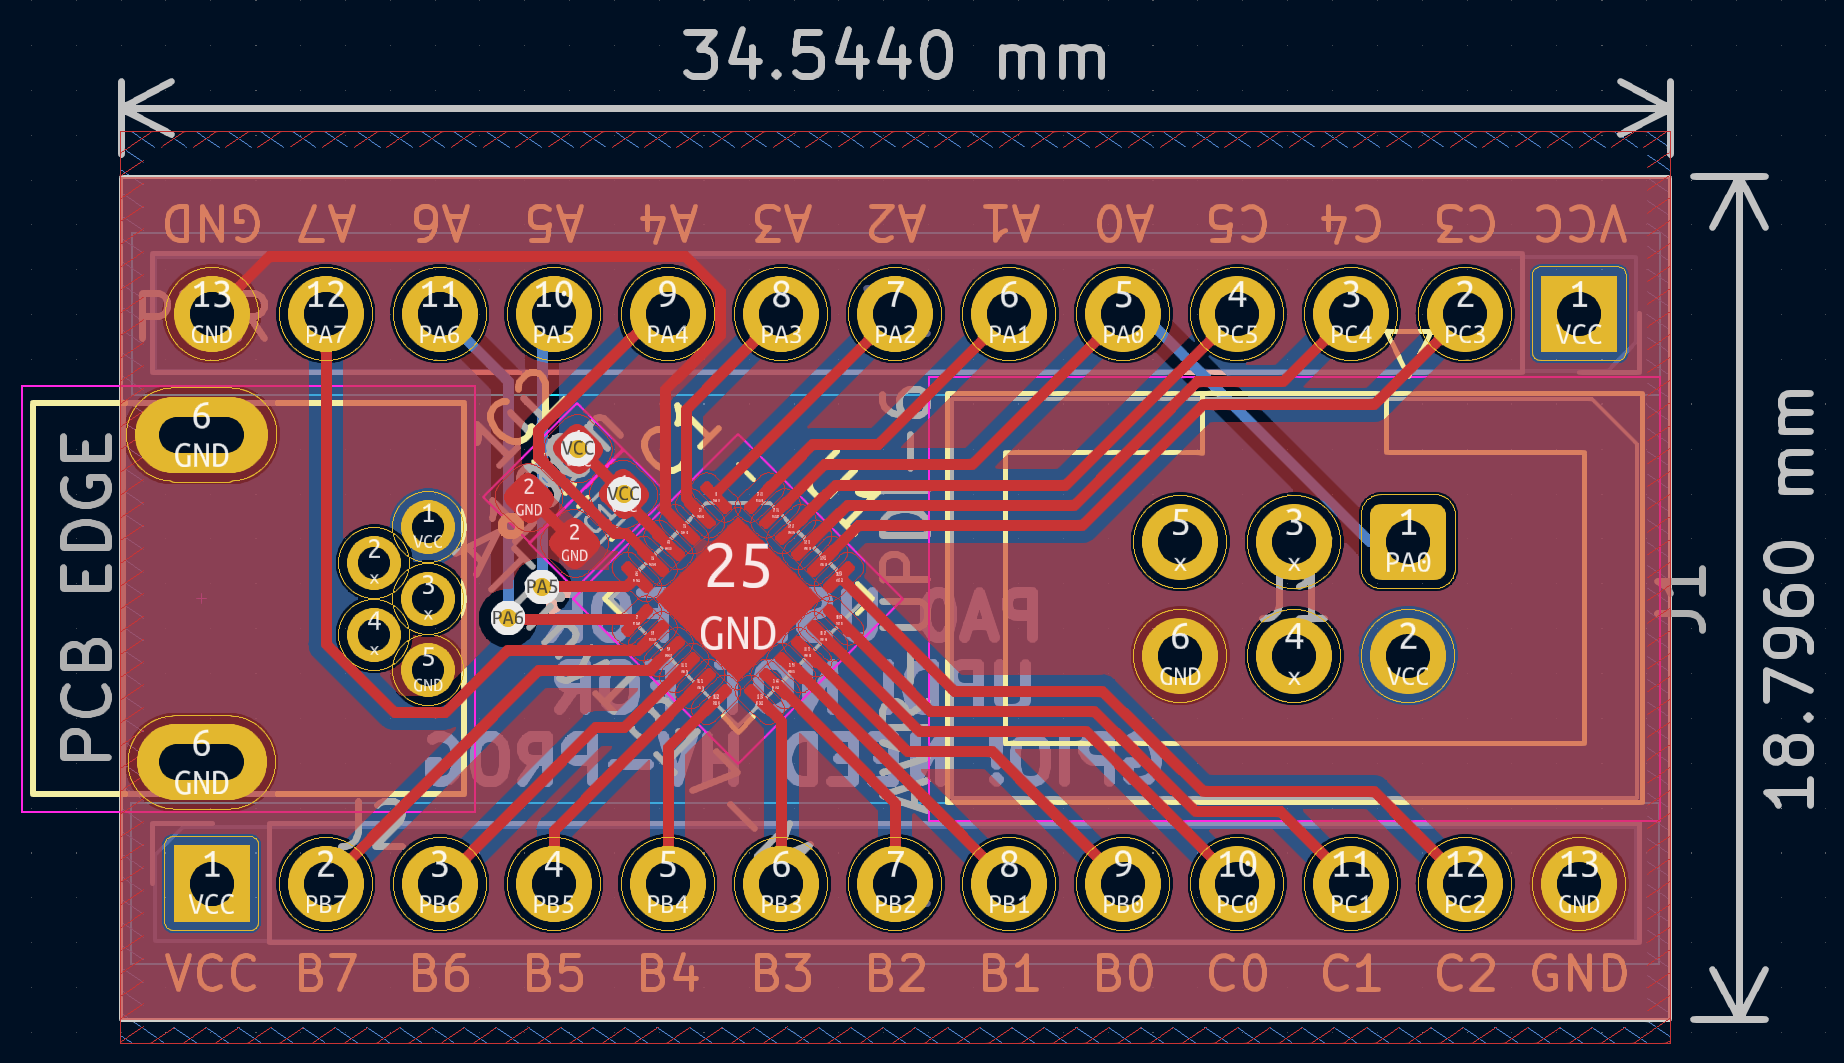 34.5440 mm
18.7960 mm
GND A7 A6 A5 A4 A3 A2 A1 A0 C5 C4 C3 VCC
13 12 11 10 9 8 7 6 5 4 3 2 1
GND PA7 PA6 PA5 PA4 PA3 PA2 PA1 PA0 PC5 PC4 PC3 VCC
PCB EDGE
6
GND
1
VCC
2
x
3
x
4
x
5
GND
6
GND
VCC
VCC
2
GND
2
GND
PA5
PA6
25
GND
5 3 1
x x PA0
6 4 2
GND x VCC
J1
J1
J2
PA0
UPDI
1 2 3 4 5 6 7 8 9 10 11 12 13
VCC PB7 PB6 PB5 PB4 PB3 PB2 PB1 PB0 PC0 PC1 PC2 GND
VCC B7 B6 B5 B4 B3 B2 B1 B0 C0 C1 C2 GND